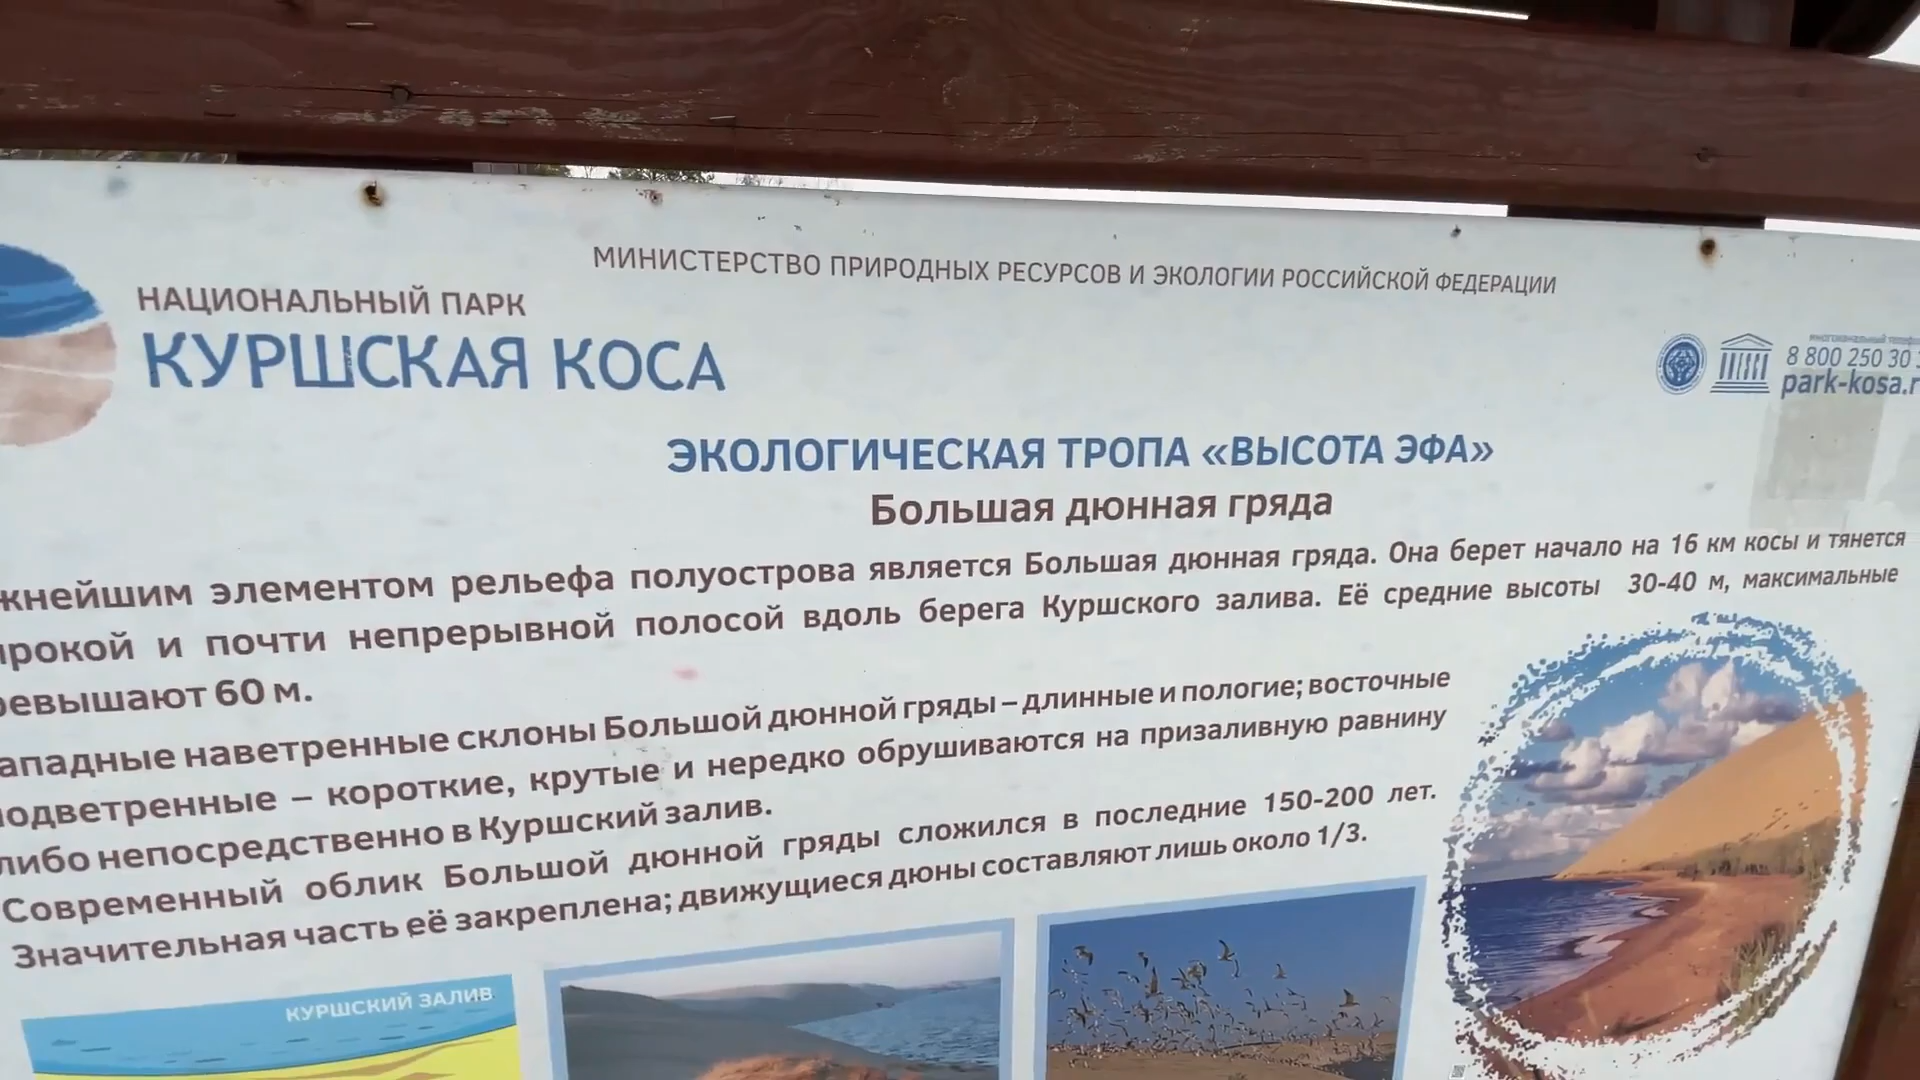 МИНИСТЕРСТВО ПРИРОДНЫХ РЕСУРСОВ И ЭКОЛОГИИ РОССИЙСКОЙ ФЕДЕРАЦИИ
НАЦИОНАЛЬНЫЙ ПАРК
КУРШСКАЯ КОСА
8 800 250 30
park-kosa.r
ЭКОЛОГИЧЕСКАЯ ТРОПА «ВЫСОТА ЭФА»
Большая дюнная гряда
жнейшим элементом рельефа полуострова является Большая дюнная гряда. Она берет начало на 16 км косы и тянется
ирокой и почти непрерывной полосой вдоль берега Куршского залива. Её средние высоты 30-40 м, максимальные
ревышают 60 м.
ападные наветренные склоны Большой дюнной гряды – длинные и пологие; восточные
подветренные – короткие, крутые и нередко обрушиваются на призаливную равнину
либо непосредственно в Куршский залив.
Современный облик Большой дюнной гряды сложился в последние 150-200 лет.
Значительная часть её закреплена; движущиеся дюны составляют лишь около 1/3.
КУРШСКИЙ ЗАЛИВ